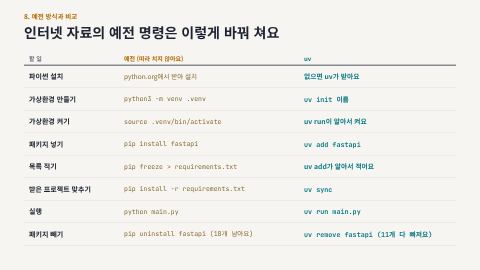 8. 예전 방식과 비교
인터넷 자료의 예전 명령은 이렇게 바꿔 쳐요
할 일 예전 (따라 치지 않아요) uv
파이썬 설치 python.org에서 받아 설치 없으면 uv가 받아요
가상환경 만들기 python3 -m venv .venv uv init 이름
가상환경 켜기 source .venv/bin/activate uv run이 알아서 켜요
패키지 넣기 pip install fastapi uv add fastapi
목록 적기 pip freeze > requirements.txt uv add가 알아서 적어요
받은 프로젝트 맞추기 pip install -r requirements.txt uv sync
실행 python main.py uv run main.py
패키지 빼기 pip uninstall fastapi (10개 남아요) uv remove fastapi (11개 다 빠져요)